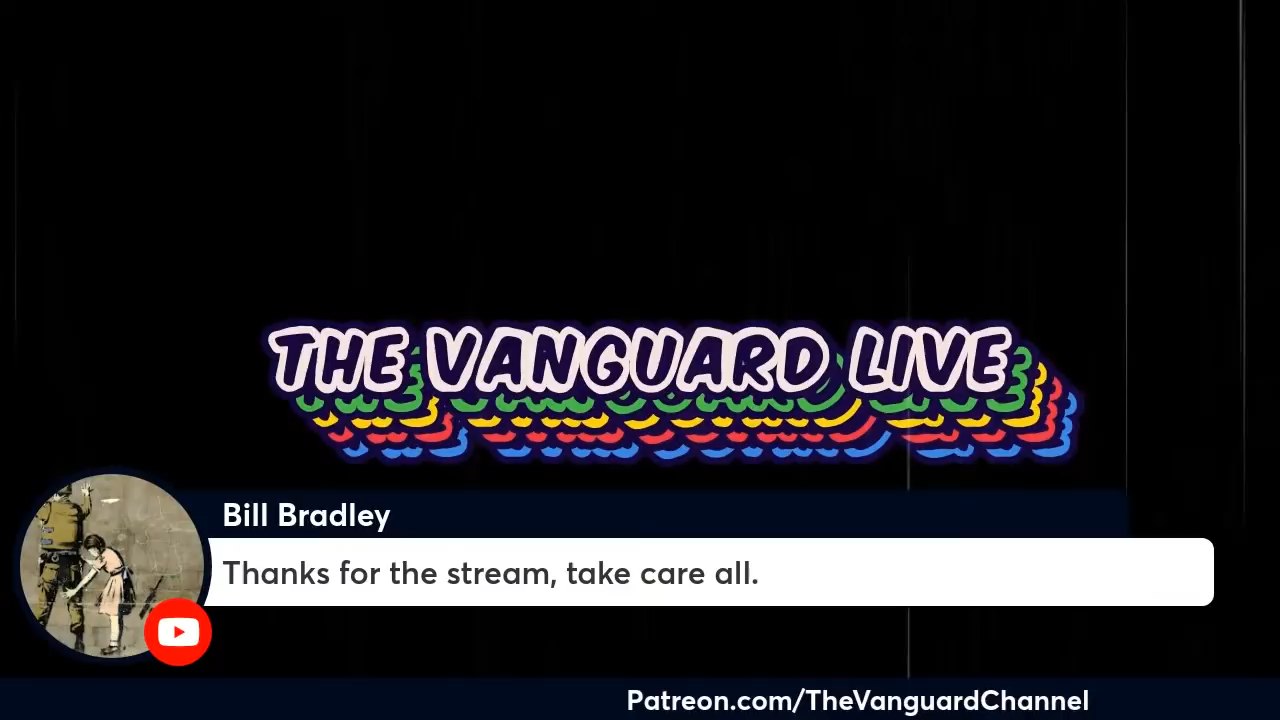 THE VANGUARD LIVE
Bill Bradley
Thanks for the stream, take care all.
Patreon.com/TheVanguardChannel